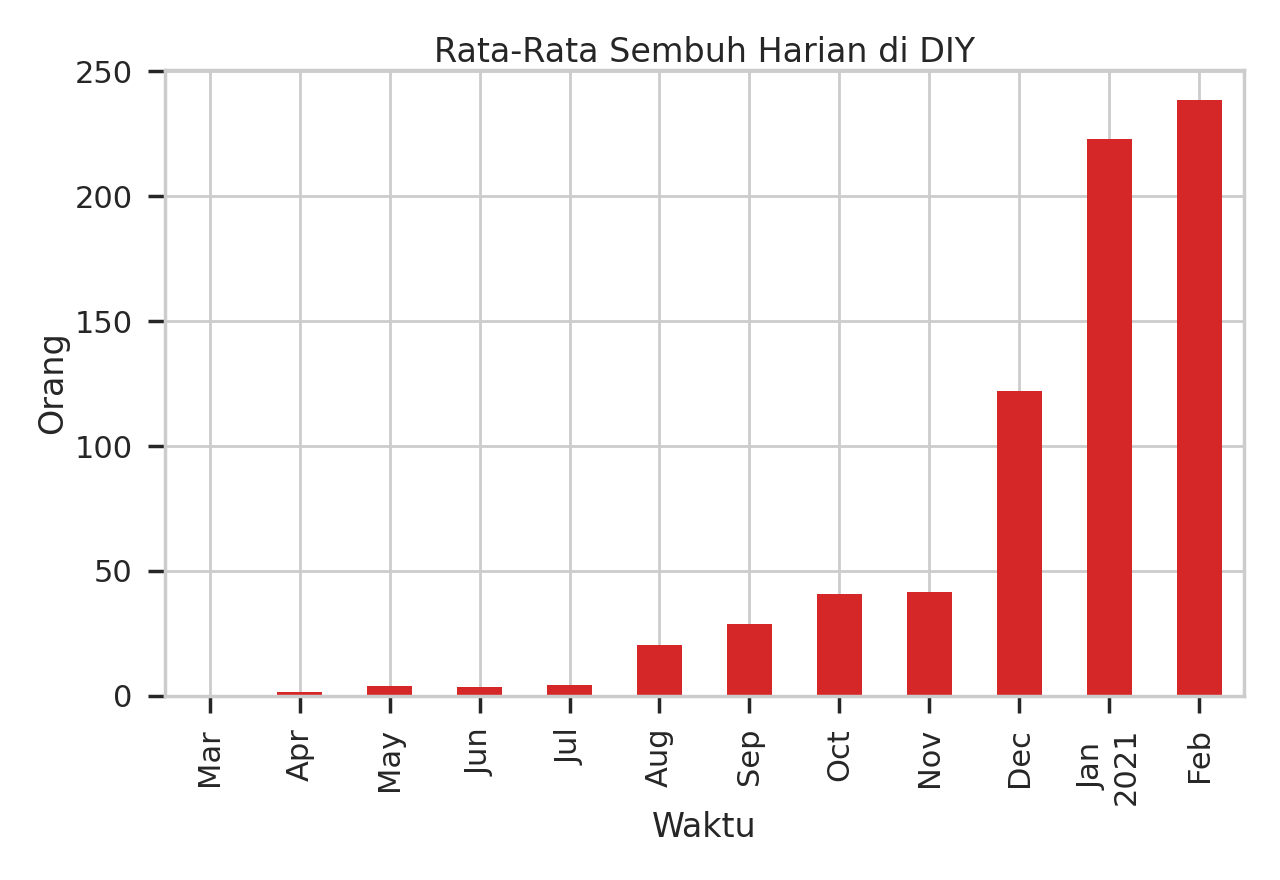 Rata-Rata Sembuh Harian di DIY
250
200
150
100
50
0
Orang
Mar
Apr
May
Jun
Jul
Aug
Sep
Oct
Nov
Dec
Jan
2021
Feb
Waktu